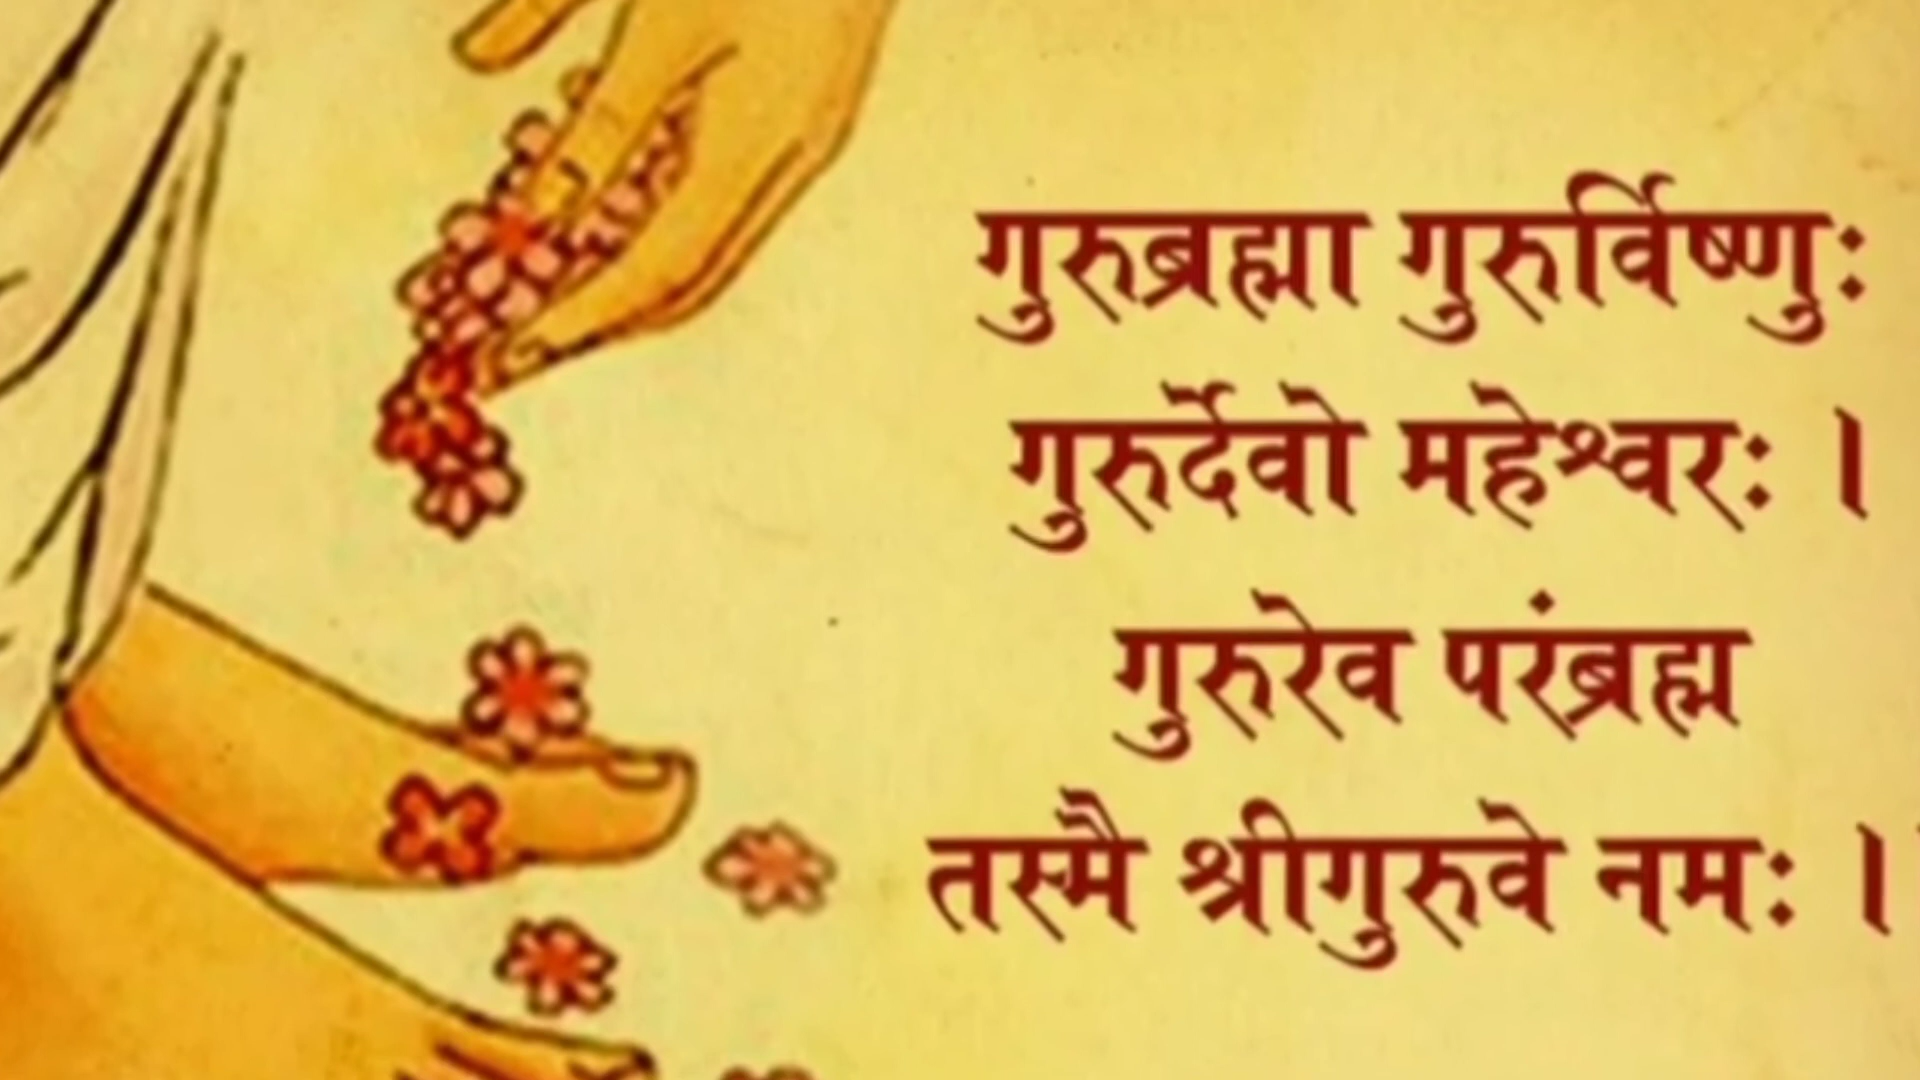 गुरुब्रह्मा गुरुर्विष्णुः
गुरुर्देवो महेश्वरः ।
गुरुरेव परंब्रह्म
तस्मै श्रीगुरुवे नमः ।